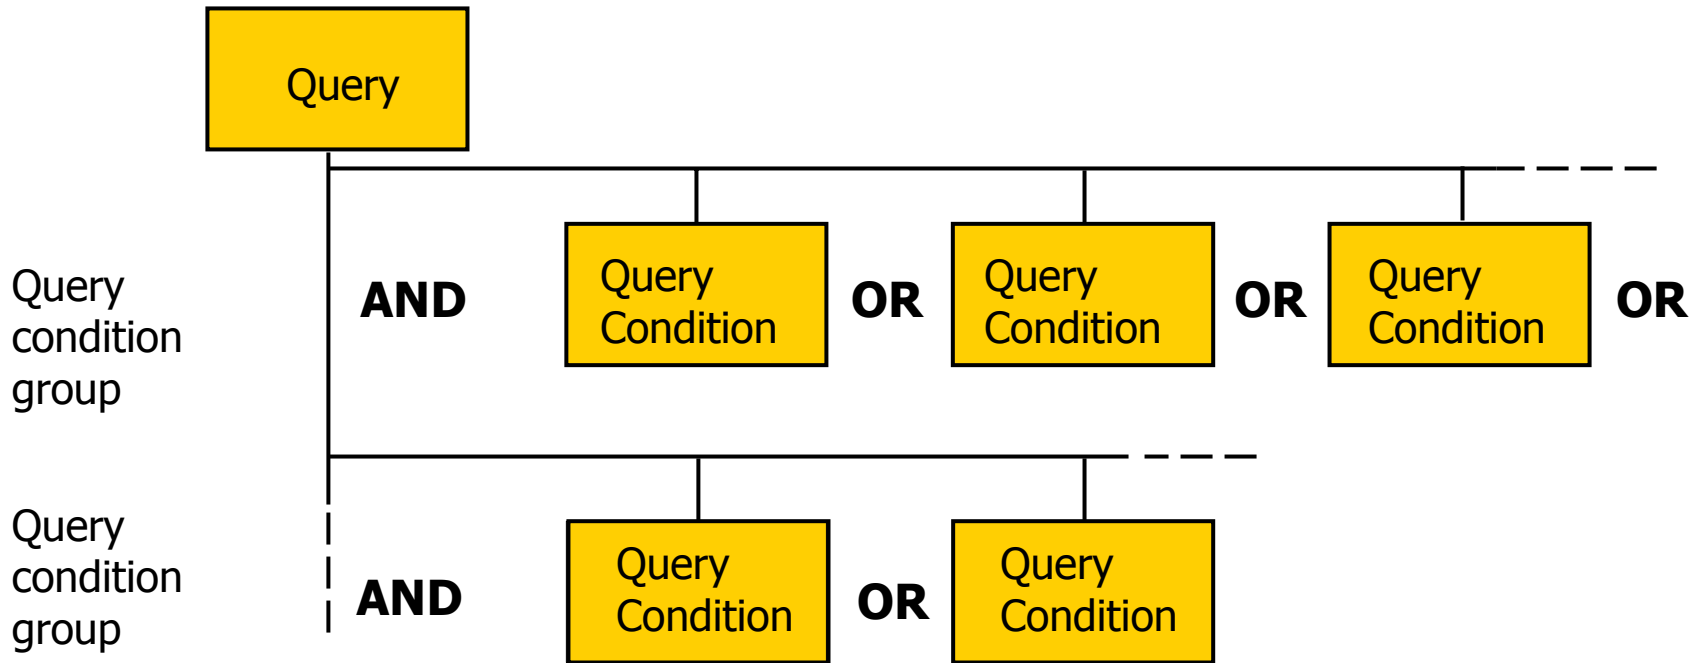 Query
Query
condition
group
AND
Query
Condition
OR
Query
Condition
OR
Query
Condition
OR
Query
condition
group
AND
Query
Condition
OR
Query
Condition